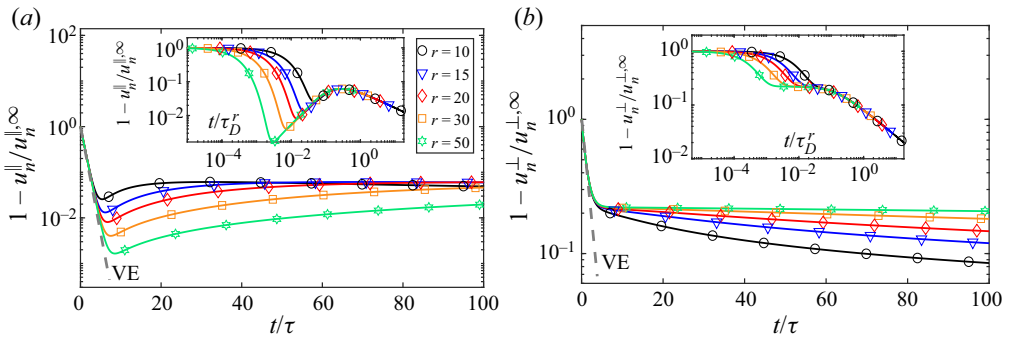 (a)
10^2
10^0
10^−2
1 − u_n^∥/u_n^{∥,∞}
0 20 40 60 80 100
t/τ
VE
10^0
10^−1
10^−2
1 − u_n^∥/u_n^{∥,∞}
t/τ_D^r
10^−4 10^−2 10^0
r = 10
r = 15
r = 20
r = 30
r = 50
(b)
10^0
10^−1
1 − u_n^⊥/u_n^{⊥,∞}
0 20 40 60 80 100
t/τ
VE
10^0
10^−1
10^−2
1 − u_n^⊥/u_n^{⊥,∞}
t/τ_D^r
10^−4 10^−2 10^0